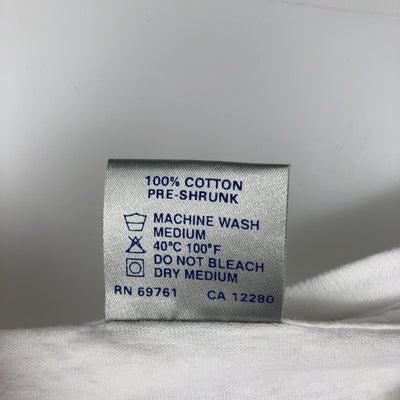 100% COTTON
PRE-SHRUNK
MACHINE WASH
MEDIUM
40°C 100°F
DO NOT BLEACH
DRY MEDIUM
RN 69761 CA 12280